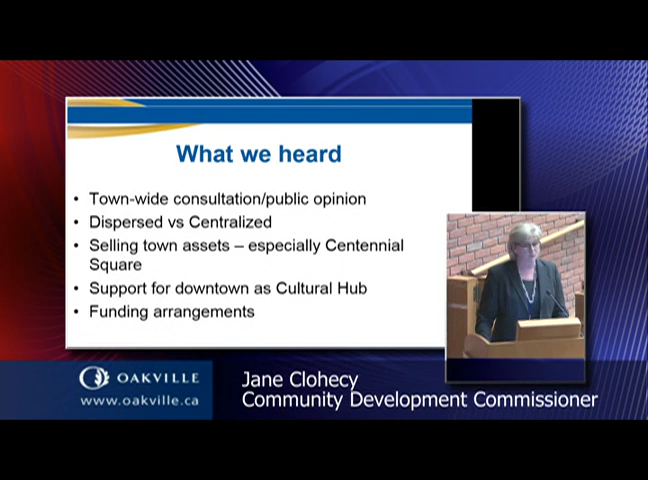 What we heard
• Town-wide consultation/public opinion
• Dispersed vs Centralized
• Selling town assets – especially Centennial
Square
• Support for downtown as Cultural Hub
• Funding arrangements
OAKVILLE
www.oakville.ca
Jane Clohecy
Community Development Commissioner